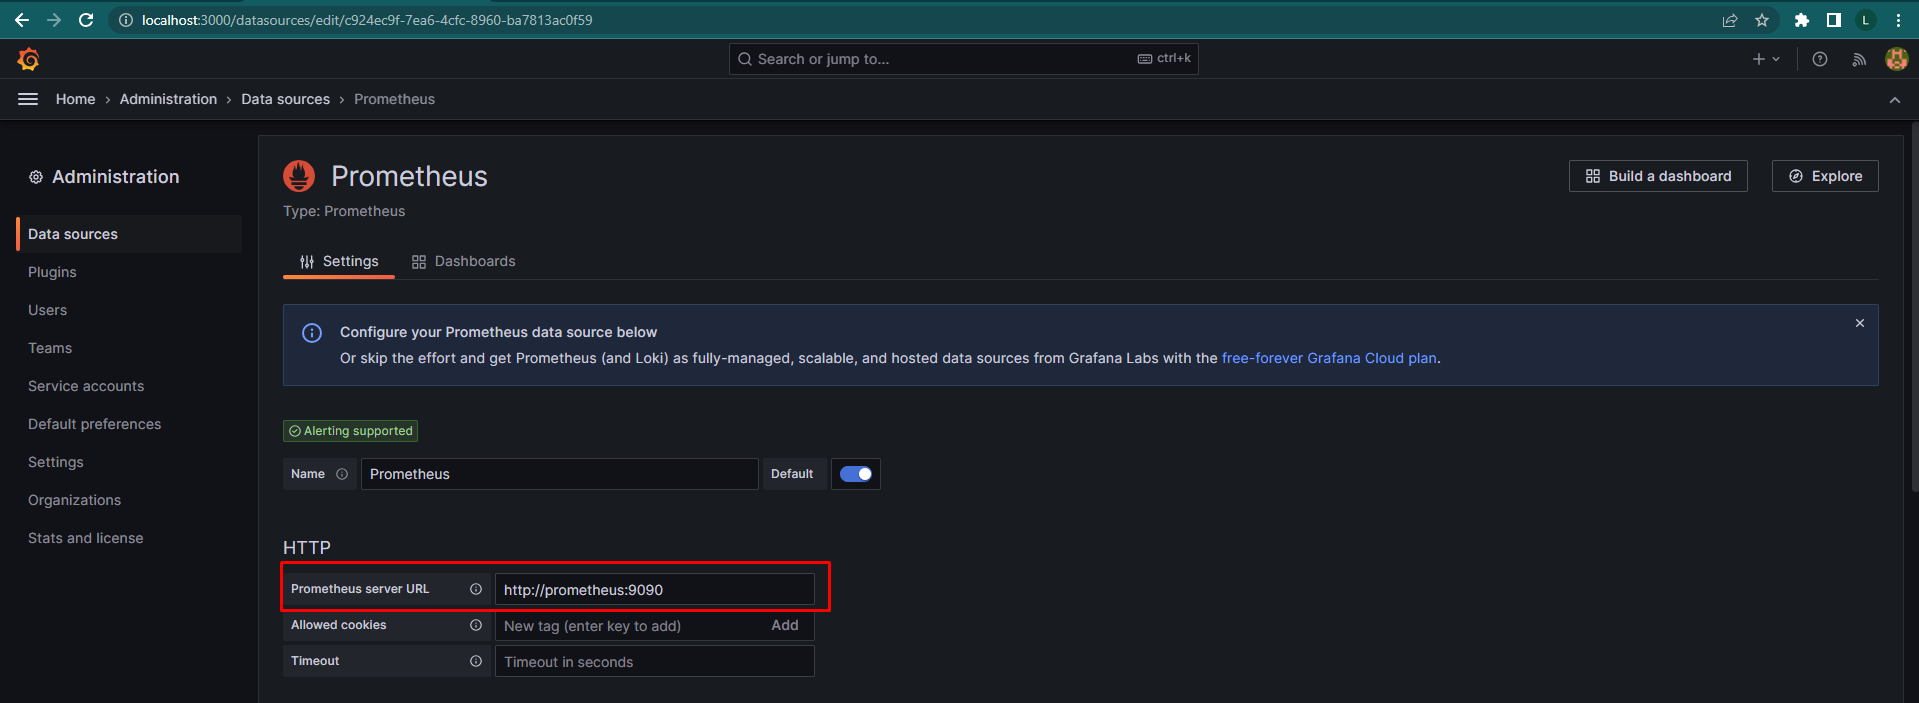 localhost:3000/datasources/edit/c924ec9f-7ea6-4cfc-8960-ba7813ac0f59
L
Search or jump to...
ctrl+k
Home › Administration › Data sources › Prometheus
Administration
Data sources
Plugins
Users
Teams
Service accounts
Default preferences
Settings
Organizations
Stats and license
Prometheus
Type: Prometheus
Build a dashboard
Explore
Settings
Dashboards
Configure your Prometheus data source below
Or skip the effort and get Prometheus (and Loki) as fully-managed, scalable, and hosted data sources from Grafana Labs with the free-forever Grafana Cloud plan.
Alerting supported
Name Prometheus Default
HTTP
Prometheus server URL http://prometheus:9090
Allowed cookies New tag (enter key to add) Add
Timeout Timeout in seconds